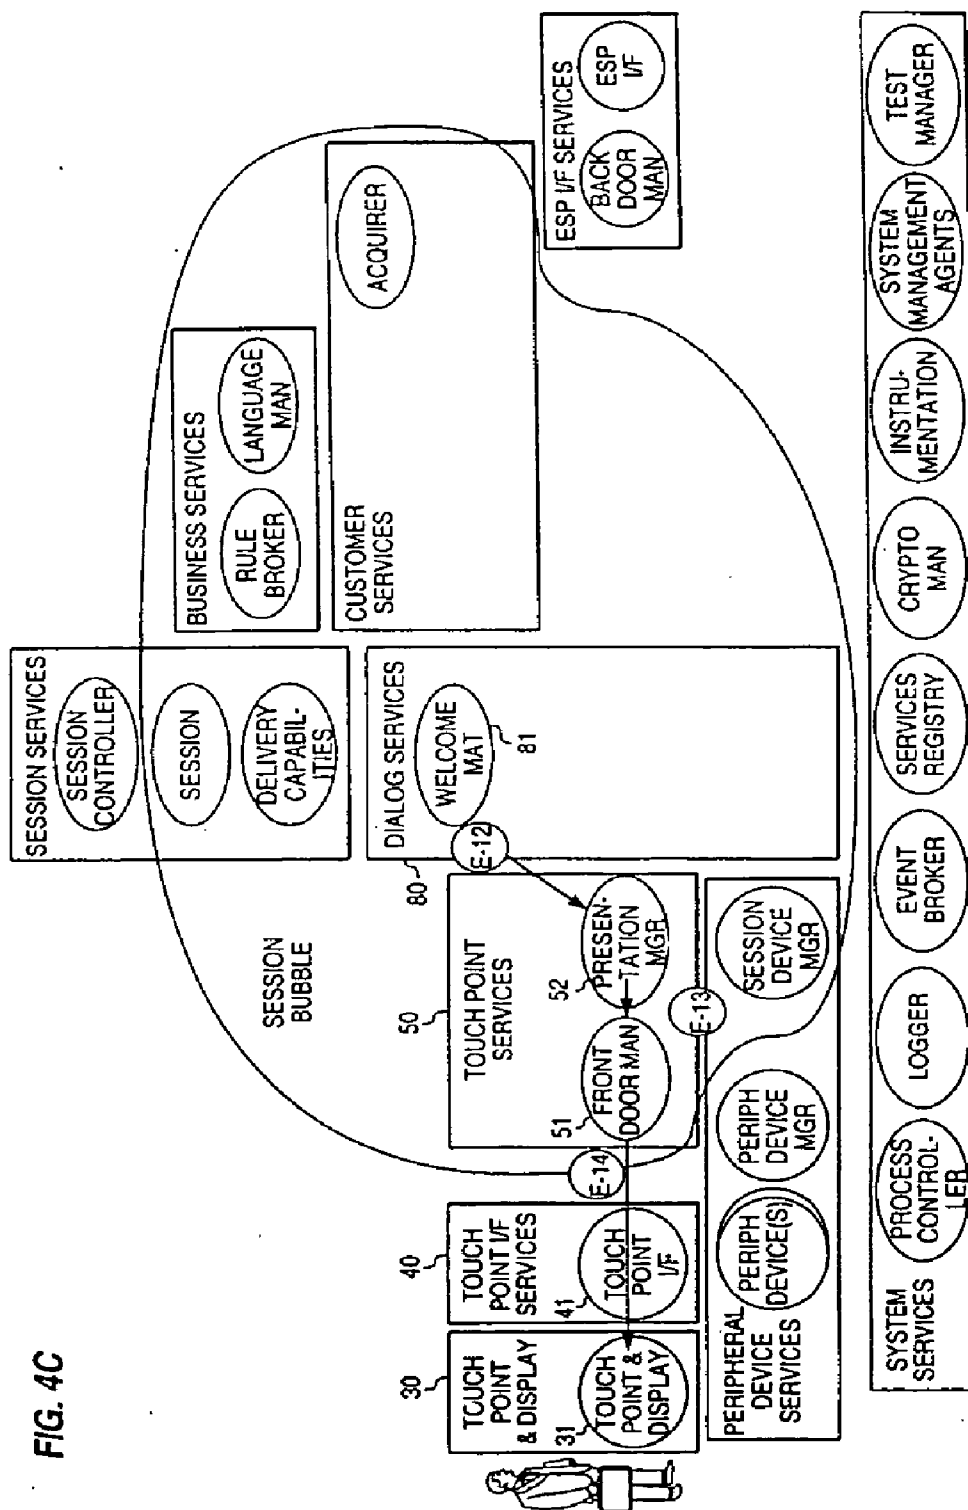 FIG. 4C
SESSION SERVICES
SESSION
CONTROLLER
SESSION
DELIVERY
CAPABIL-
ITIES
BUSINESS SERVICES
RULE
BROKER
LANGUAGE
MAN
SESSION
BUBBLE
CUSTOMER
SERVICES
ACQUIRER
80
DIALOG SERVICES
WELCOME
MAT
81
E-12
30
TOUCH
POINT
& DISPLAY
31
TOUCH
POINT &
DISPLAY
40
TOUCH
POINT I/F
SERVICES
41
TOUCH
POINT
I/F
E-14
50
TOUCH POINT
SERVICES
51
FRONT
DOOR MAN
52
PRESEN-
TATION
MGR
E-13
ESP I/F SERVICES
BACK
DOOR
MAN
ESP
I/F
PERIPHERAL
DEVICE
SERVICES
PERIPH
DEVICE(S)
PERIPH
DEVICE
MGR
SESSION
DEVICE
MGR
SYSTEM
SERVICES
PROCESS
CONTROL-
LER
LOGGER
EVENT
BROKER
SERVICES
REGISTRY
CRYPTO
MAN
INSTRU-
MENTATION
SYSTEM
MANAGEMENT
AGENTS
TEST
MANAGER